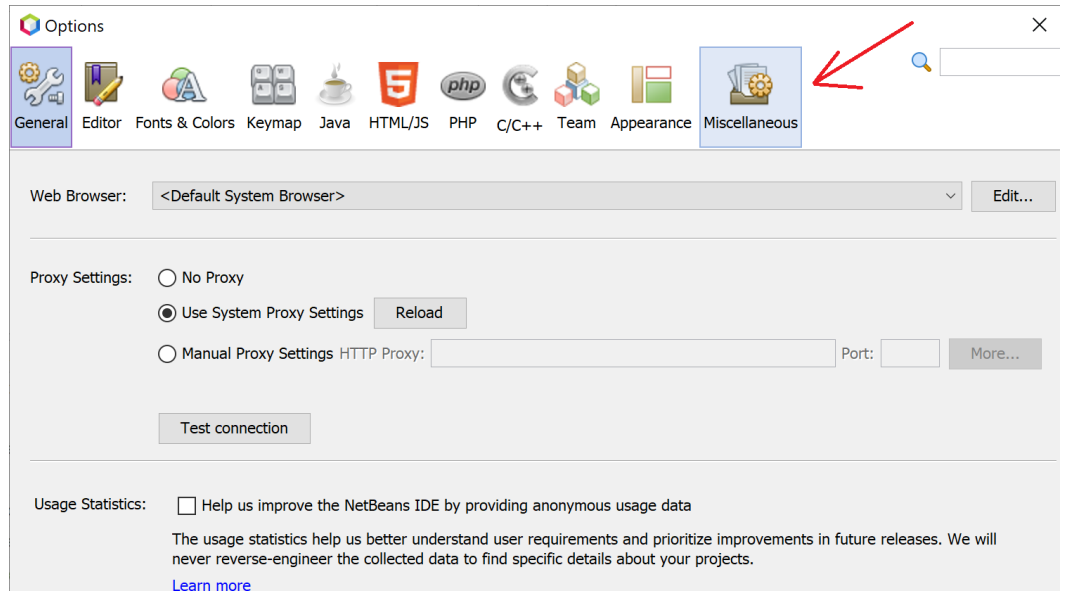 Options
General Editor Fonts & Colors Keymap Java HTML/JS PHP C/C++ Team Appearance Miscellaneous
Web Browser: <Default System Browser> Edit...
Proxy Settings: No Proxy
Use System Proxy Settings Reload
Manual Proxy Settings HTTP Proxy: Port: More...
Test connection
Usage Statistics: Help us improve the NetBeans IDE by providing anonymous usage data
The usage statistics help us better understand user requirements and prioritize improvements in future releases. We will
never reverse-engineer the collected data to find specific details about your projects.
Learn more